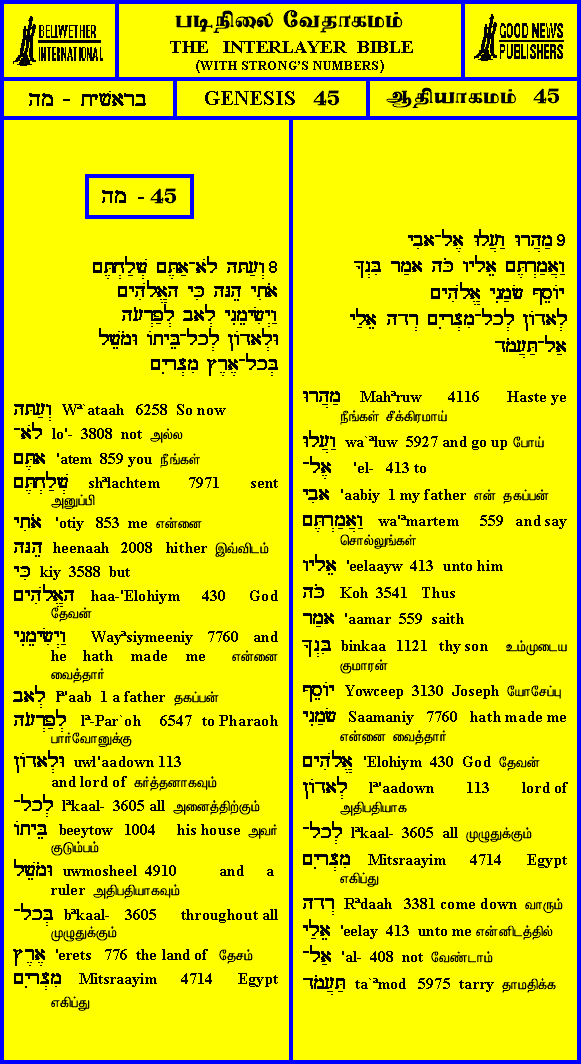 BELLWETHER
INTERNATIONAL
படிநிலை வேதாகமம்
THE INTERLAYER BIBLE
(WITH STRONG'S NUMBERS)
GOOD NEWS
PUBLISHERS
בראשית - מה
GENESIS 45
ஆதியாகமம் 45
45 - מה
8 וְעַתָּה לֹא־אַתֶּם שְׁלַחְתֶּם
אֹתִי הֵנָּה כִּי הָאֱלֹהִים
וַיְשִׂימֵנִי לְאָב לְפַרְעֹה
וּלְאָדוֹן לְכָל־בֵּיתוֹ וּמֹשֵׁל
בְּכָל־אֶרֶץ מִצְרָיִם
וְעַתָּה Wª`ataah 6258 So now
לֹא־ lo'- 3808 not அல்ல
אַתֶּם 'atem 859 you நீங்கள்
שְׁלַחְתֶּם shªlachtem 7971 sent
அனுப்பி
אֹתִי 'otiy 853 me என்னை
הֵנָּה heenaah 2008 hither இவ்விடம்
כִּי kiy 3588 but
הָאֱלֹהִים haa-'Elohiym 430 God
தேவன்
וַיְשִׂימֵנִי Wayªsiymeeniy 7760 and
he hath made me என்னை
வைத்தார்
לְאָב lª'aab 1 a father தகப்பன்
לְפַרְעֹה lª-Par`oh 6547 to Pharaoh
பார்வோனுக்கு
וּלְאָדוֹן uwl'aadown 113
and lord of கர்த்தனாகவும்
לְכָל־ lªkaal- 3605 all அனைத்திற்கும்
בֵּיתוֹ beeytow 1004 his house அவர்
குடும்பம்
וּמֹשֵׁל uwmosheel 4910 and a
ruler அதிபதியாகவும்
בְּכָל־ bªkaal- 3605 throughout all
முழுதுக்கும்
אֶרֶץ 'erets 776 the land of தேசம்
מִצְרָיִם Mitsraayim 4714 Egypt
எகிப்து
9 מַהֲרוּ וַעֲלוּ אֶל־אָבִי
וַאֲמַרְתֶּם אֵלָיו כֹּה אָמַר בִּנְךָ
יוֹסֵף שָׂמַנִי אֱלֹהִים
לְאָדוֹן לְכָל־מִצְרָיִם רְדָה אֵלַי
אַל־תַּעֲמֹד
מַהֲרוּ Mahªruw 4116 Haste ye
நீங்கள் சீக்கிரமாய்
וַעֲלוּ wa`ªluw 5927 and go up போய்
אֶל־ 'el- 413 to
אָבִי 'aabiy 1 my father என் தகப்பன்
וַאֲמַרְתֶּם wa'ªmartem 559 and say
சொல்லுங்கள்
אֵלָיו 'eelaayw 413 unto him
כֹּה Koh 3541 Thus
אָמַר 'aamar 559 saith
בִּנְךָ binkaa 1121 thy son உம்முடைய
குமாரன்
יוֹסֵף Yowceep 3130 Joseph யோசேப்பு
שָׂמַנִי Saamaniy 7760 hath made me
என்னை வைத்தார்
אֱלֹהִים 'Elohiym 430 God தேவன்
לְאָדוֹן lª'aadown 113 lord of
அதிபதியாக
לְכָל־ lªkaal- 3605 all முழுதுக்கும்
מִצְרָיִם Mitsraayim 4714 Egypt
எகிப்து
רְדָה Rªdaah 3381 come down வாரும்
אֵלַי 'eelay 413 unto me என்னிடத்தில்
אַל־ 'al- 408 not வேண்டாம்
תַּעֲמֹד ta`ªmod 5975 tarry தாமதிக்க